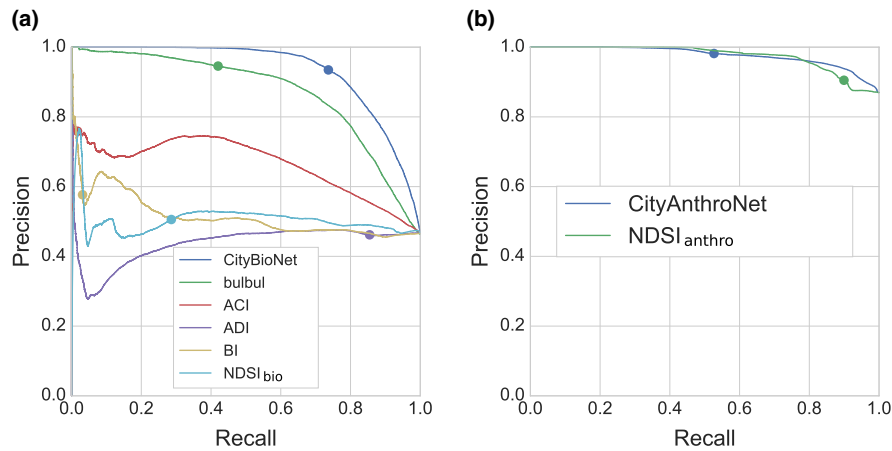 (a)
(b)
Precision
1.0
0.8
0.6
0.4
0.2
0.0
0.0 0.2 0.4 0.6 0.8 1.0
Recall
CityBioNet
bulbul
ACI
ADI
BI
NDSI bio
Precision
1.0
0.8
0.6
0.4
0.2
0.0
0.0 0.2 0.4 0.6 0.8 1.0
Recall
CityAnthroNet
NDSI anthro